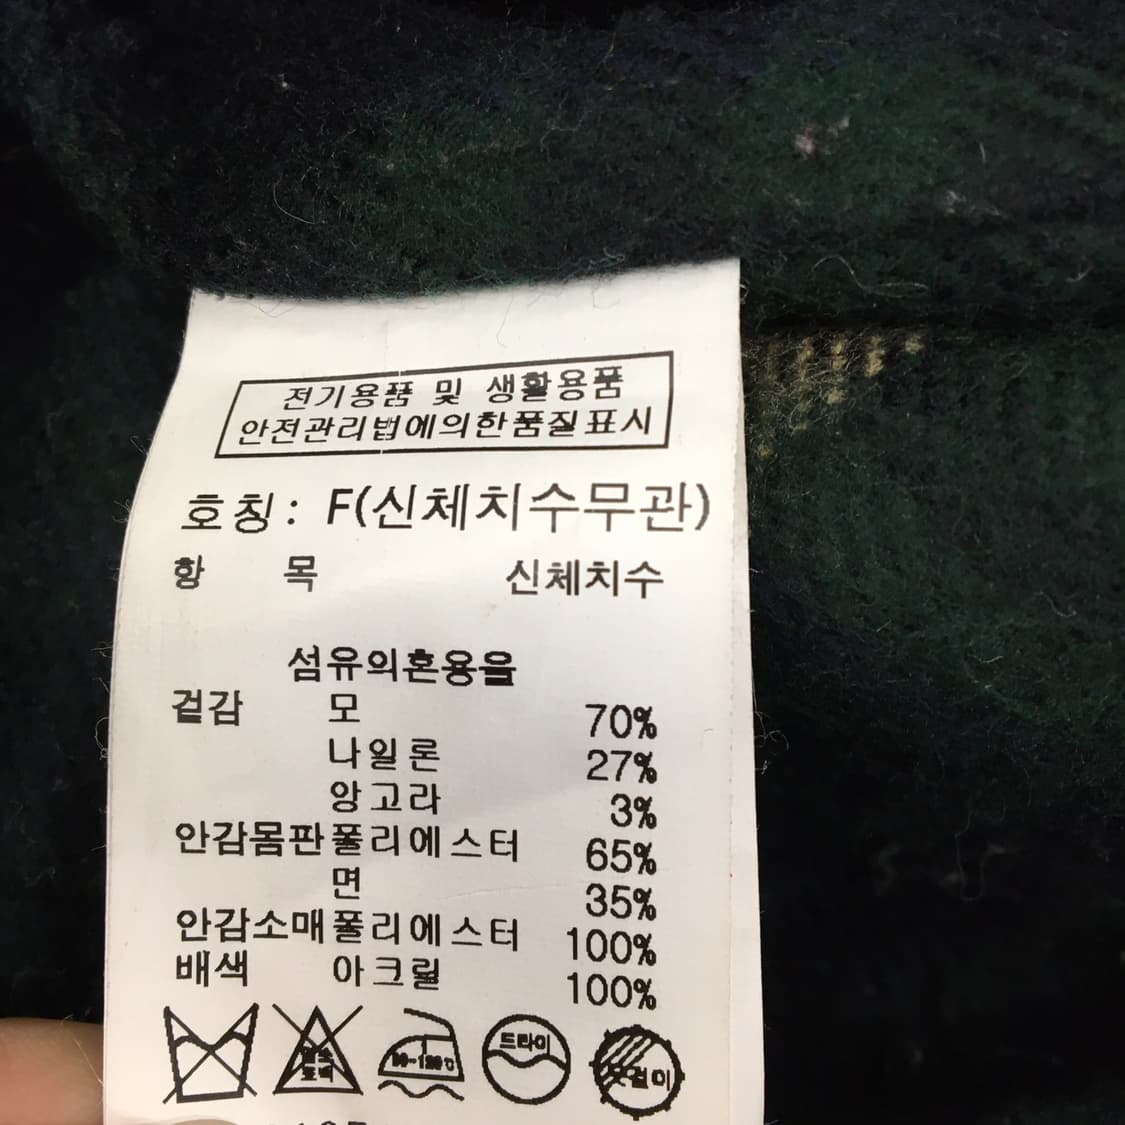 전기용품 및 생활용품
안전관리법에의한품질표시
호칭: F(신체치수무관)
항 목 신체치수
섬유의혼용율
겉감 모 70%
나일론 27%
앙고라 3%
안감몸판 폴리에스터 65%
면 35%
안감소매 폴리에스터 100%
배색 아크릴 100%
드라이